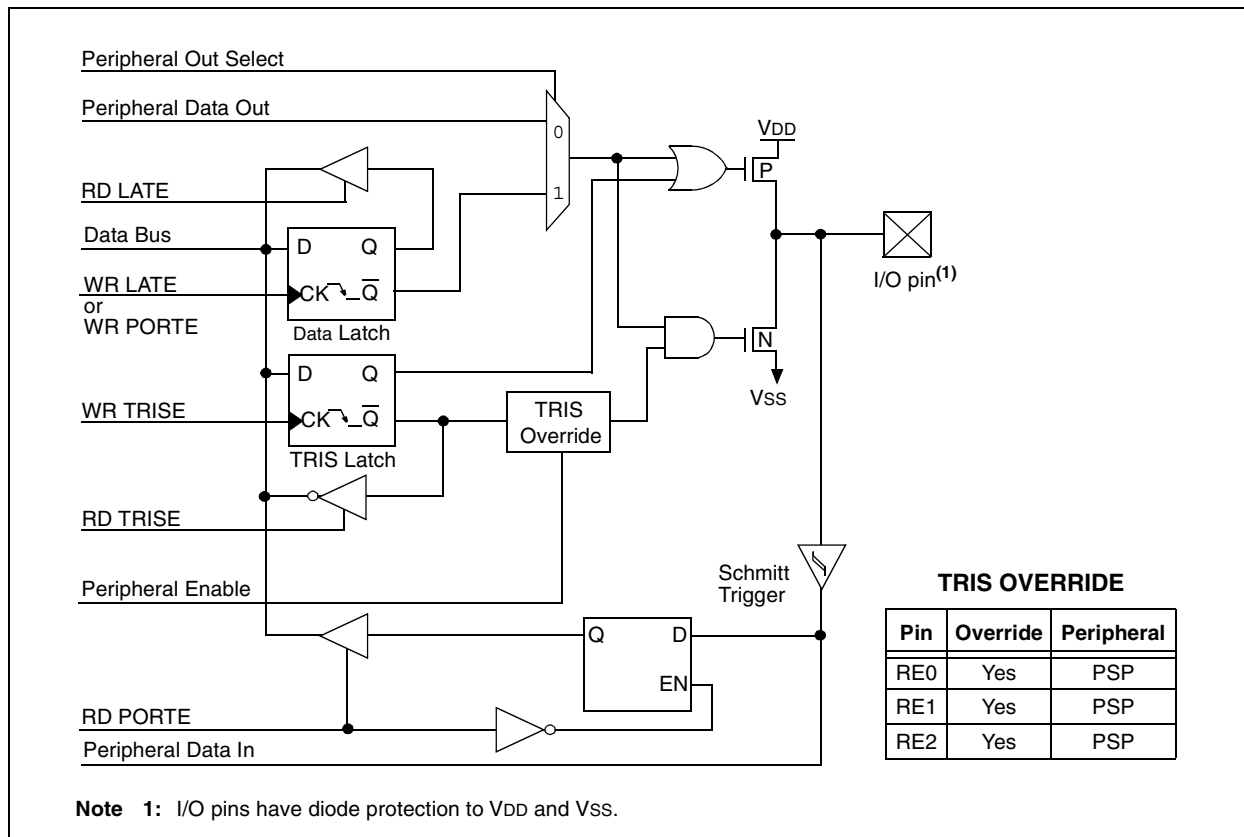 Peripheral Out Select
Peripheral Data Out
0
1
VDD
P
RD LATE
Data Bus
D Q
WR LATE
or
WR PORTE
CK Q̅
Data Latch
I/O pin(1)
N
VSS
D Q
WR TRISE
CK Q̅
TRIS Latch
TRIS
Override
RD TRISE
Peripheral Enable
Schmitt
Trigger
Q D
EN
RD PORTE
Peripheral Data In
TRIS OVERRIDE
Pin Override Peripheral
RE0 Yes PSP
RE1 Yes PSP
RE2 Yes PSP
Note 1: I/O pins have diode protection to VDD and VSS.